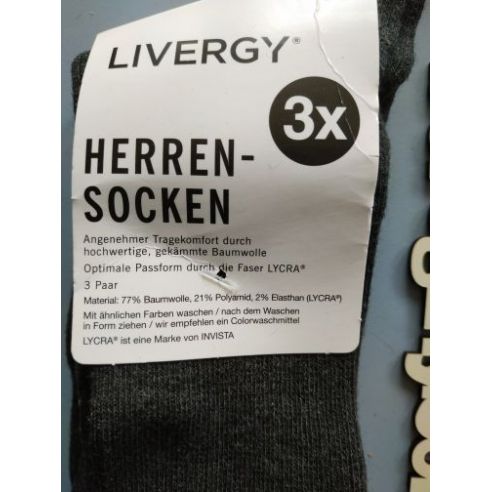 LIVERGY®
3x
HERREN-
SOCKEN
Angenehmer Tragekomfort durch
hochwertige, gekämmte Baumwolle
Optimale Passform durch die Faser LYCRA®
3 Paar
Material: 77% Baumwolle, 21% Polyamid, 2% Elasthan (LYCRA®)
Mit ähnlichen Farben waschen / nach dem Waschen
in Form ziehen / wir empfehlen ein Colorwaschmittel
LYCRA® ist eine Marke von INVISTA